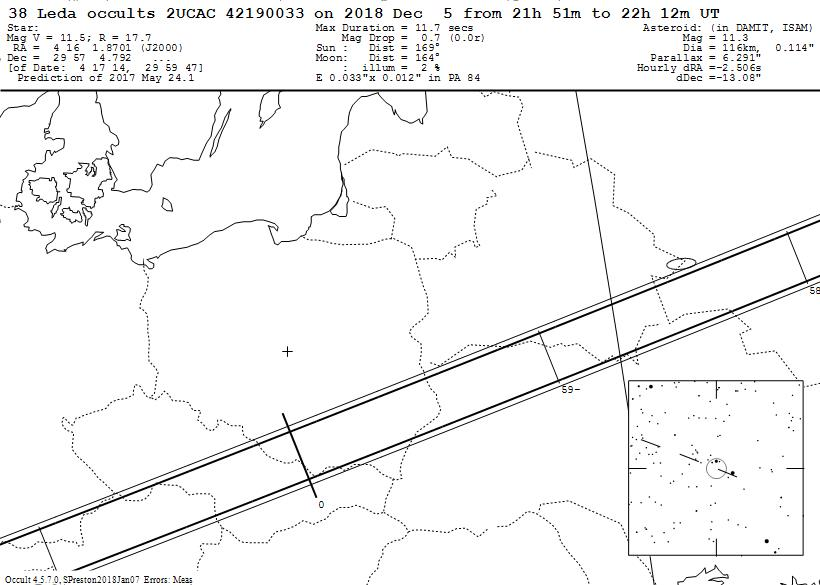 38 Leda occults 2UCAC 42190033 on 2018 Dec  5 from 21h 51m to 22h 12m UT
Star:
Mag V = 11.5; R = 17.7
RA =  4 16  1.8701 (J2000)
Dec = 29 57  4.792  ...
[of Date:  4 17 14,  29 59 47]
Prediction of 2017 May 24.1
Max Duration = 11.7 secs
Mag Drop =  0.7 (0.0r)
Sun :   Dist = 169°
Moon:   Dist = 164°
:  illum =  2 %
E 0.033"x 0.012" in PA 84
Asteroid: (in DAMIT, ISAM)
Mag = 11.3
Dia = 116km,  0.114"
Parallax = 6.291"
Hourly dRA =-2.506s
dDec =-13.08"
58
59-
0
Occult 4.5.7.0, SPreston2018Jan07  Errors: Meas